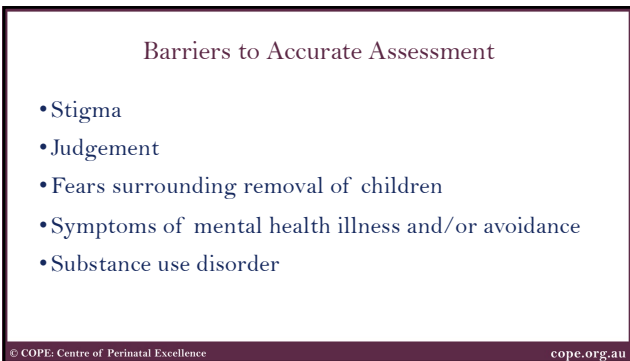 Barriers to Accurate Assessment
•Stigma
•Judgement
•Fears surrounding removal of children
•Symptoms of mental health illness and/or avoidance
•Substance use disorder
© COPE: Centre of Perinatal Excellence
cope.org.au